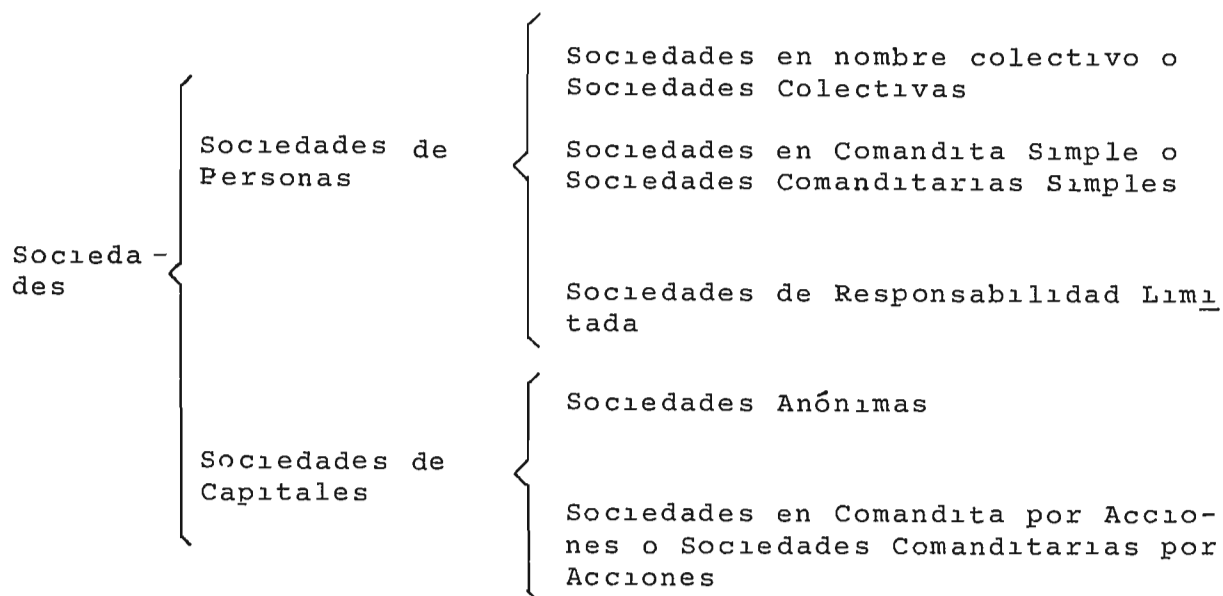 Sociedades en nombre colectivo o
Sociedades Colectivas
Sociedades de
Personas
Sociedades en Comandita Simple o
Sociedades Comanditarias Simples
Socieda-
des
Sociedades de Responsabilidad Limi
tada
Sociedades Anónimas
Sociedades de
Capitales
Sociedades en Comandita por Accio-
nes o Sociedades Comanditarias por
Acciones